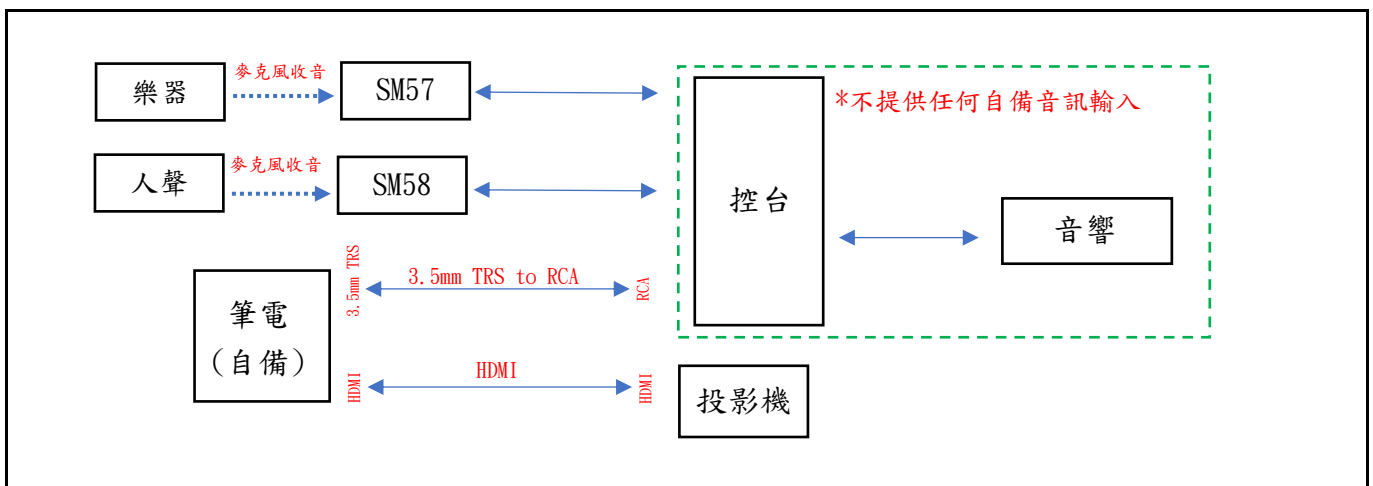 樂器
麥克風收音
SM57
*不提供任何自備音訊輸入
人聲
麥克風收音
SM58
控台
音響
筆電
(自備)
3.5mm TRS
3.5mm TRS to RCA
RCA
HDMI
HDMI
HDMI
投影機